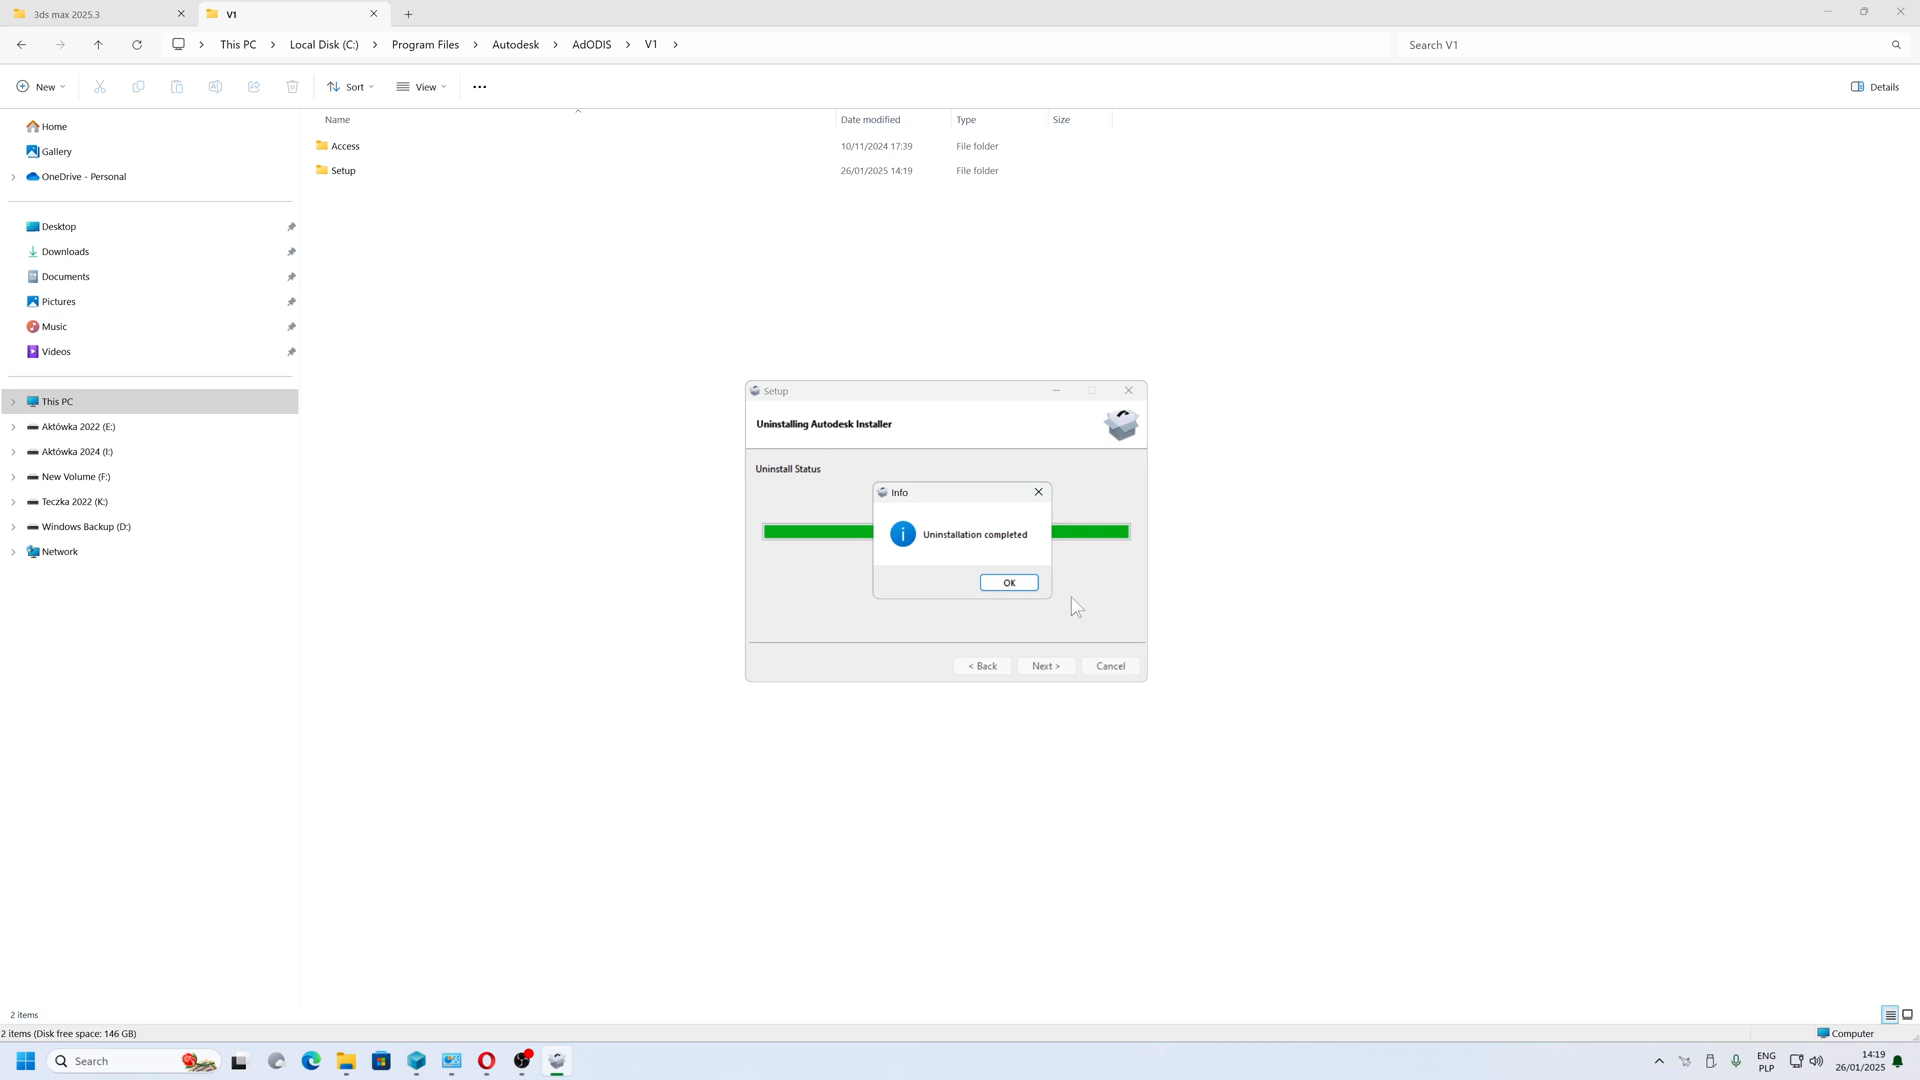 3ds max 2025.3
V1
This PC
Local Disk (C:)
Program Files
Autodesk
AdODIS
V1
Search V1
New
Sort
View
Details
Name
Date modified
Type
Size
Access
10/11/2024 17:39
File folder
Setup
26/01/2025 14:19
File folder
Home
Gallery
OneDrive - Personal
Desktop
Downloads
Documents
Pictures
Music
Videos
This PC
Aktówka 2022 (E:)
Aktówka 2024 (I:)
New Volume (F:)
Teczka 2022 (K:)
Windows Backup (D:)
Network
Setup
Uninstalling Autodesk Installer
Uninstall Status
Info
Uninstallation completed
OK
< Back
Next >
Cancel
2 items
2 items (Disk free space: 146 GB)
Computer
Search
ENG
PLP
14:19
26/01/2025